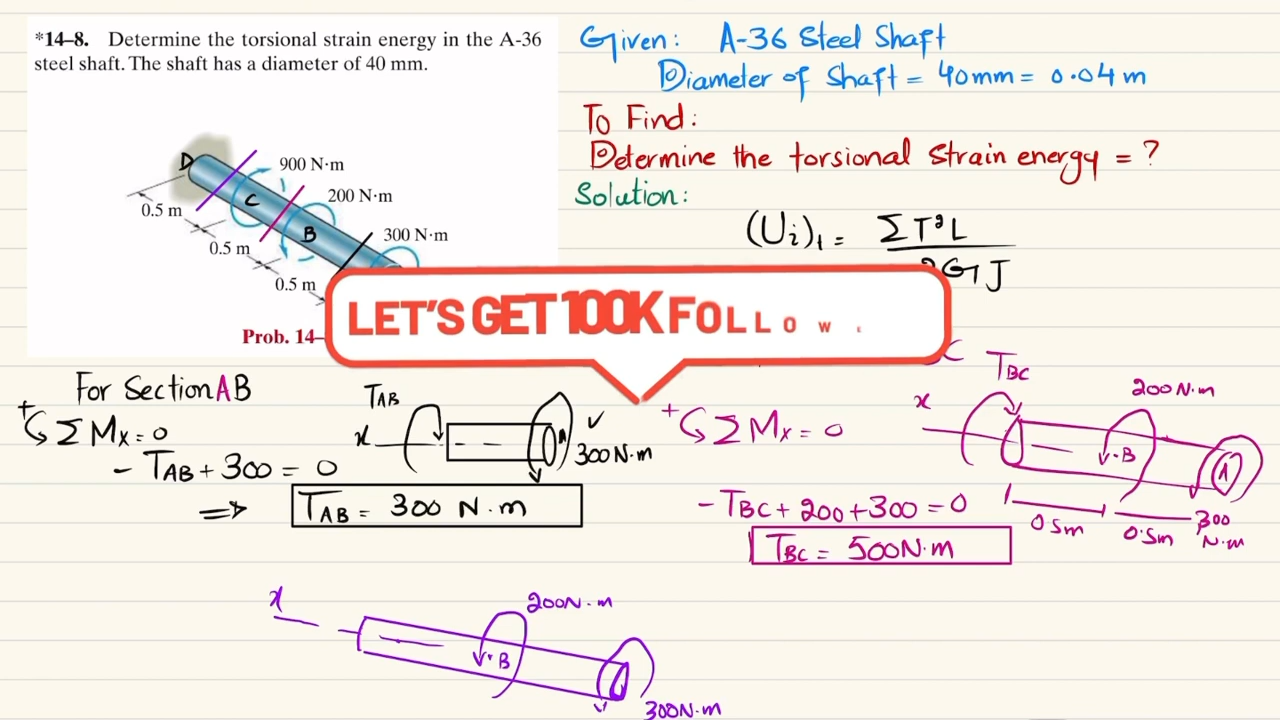 *14–8. Determine the torsional strain energy in the A-36
steel shaft. The shaft has a diameter of 40 mm.
D
900 N·m
C
200 N·m
B
300 N·m
0.5 m
0.5 m
0.5 m
Prob. 14–
Given: A-36 Steel Shaft
Diameter of Shaft = 40mm = 0.04 m
To Find:
Determine the torsional strain energy = ?
Solution:
(Ui)t = ΣT²L
2GJ
LET'S GET 100K FOLLOW
For Section AB
+ ΣMx = 0
- TAB + 300 = 0
⇒ TAB = 300 N.m
TAB
x
A
300 N.m
C
+ ΣMx = 0
- TBC + 200 + 300 = 0
TBC = 500N.m
TBC
x
200 N.m
B
A
0.5m
0.5m
300
N.m
x
200N.m
B
300N.m